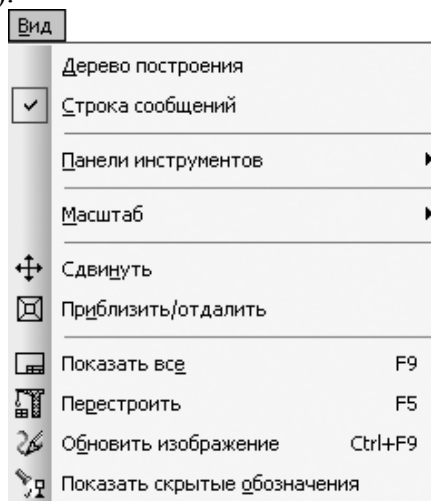 ).
Вид
Дерево построения
Строка сообщений
Панели инструментов
Масштаб
Сдвинуть
Приблизить/отдалить
Показать все F9
Перестроить F5
Обновить изображение Ctrl+F9
Показать скрытые обозначения